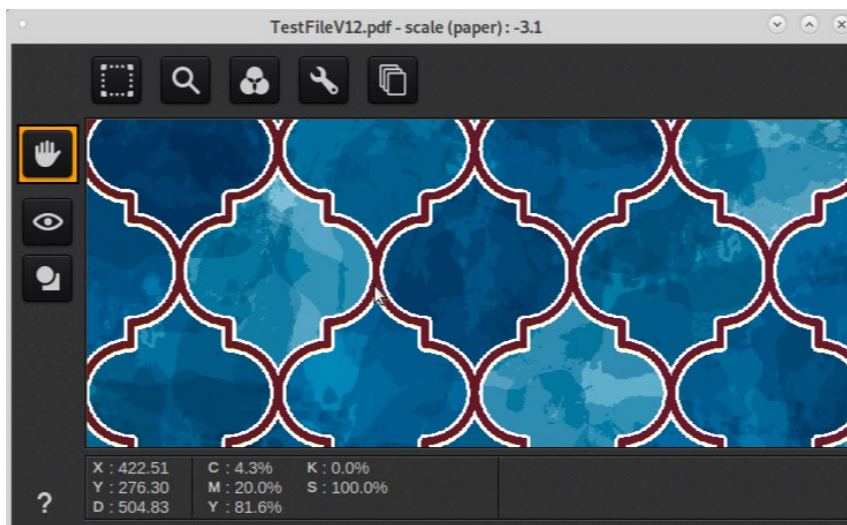 TestFileV12.pdf - scale (paper): -3.1
X : 422.51 C : 4.3% K : 0.0%
Y : 276.30 M : 20.0% S : 100.0%
D : 504.83 Y : 81.6%
?